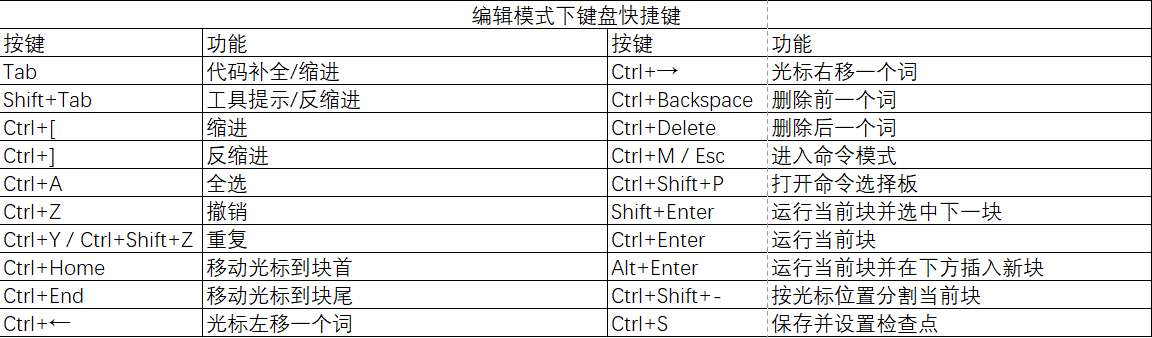 编辑模式下键盘快捷键
按键 功能 按键 功能
Tab 代码补全/缩进 Ctrl+→ 光标右移一个词
Shift+Tab 工具提示/反缩进 Ctrl+Backspace 删除前一个词
Ctrl+[ 缩进 Ctrl+Delete 删除后一个词
Ctrl+] 反缩进 Ctrl+M / Esc 进入命令模式
Ctrl+A 全选 Ctrl+Shift+P 打开命令选择板
Ctrl+Z 撤销 Shift+Enter 运行当前块并选中下一块
Ctrl+Y / Ctrl+Shift+Z 重复 Ctrl+Enter 运行当前块
Ctrl+Home 移动光标到块首 Alt+Enter 运行当前块并在下方插入新块
Ctrl+End 移动光标到块尾 Ctrl+Shift+- 按光标位置分割当前块
Ctrl+← 光标左移一个词 Ctrl+S 保存并设置检查点